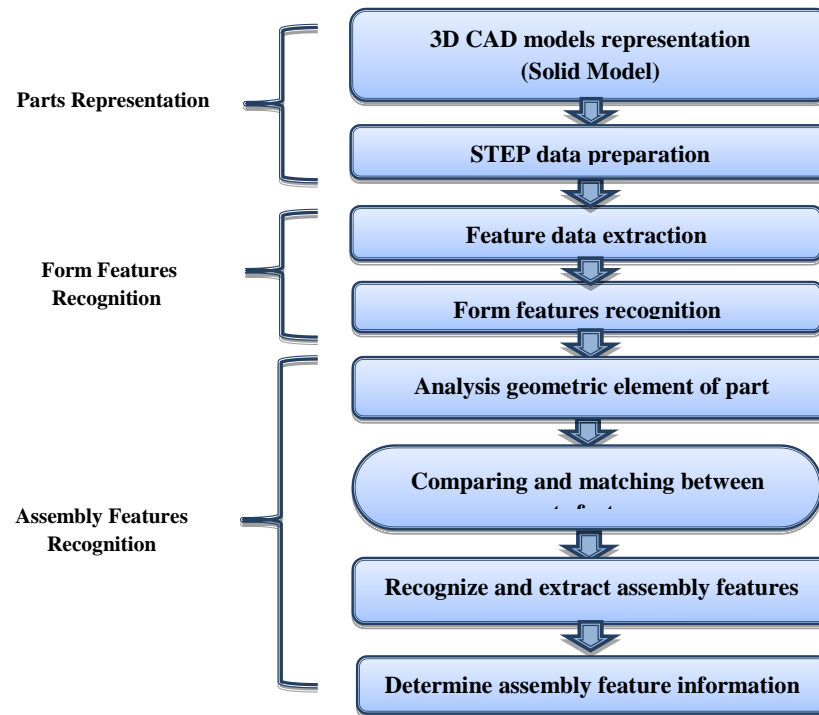 3D CAD models representation
(Solid Model)
Parts Representation
STEP data preparation
Feature data extraction
Form Features
Recognition
Form features recognition
Analysis geometric element of part
Comparing and matching between
Assembly Features
Recognition
Recognize and extract assembly features
Determine assembly feature information